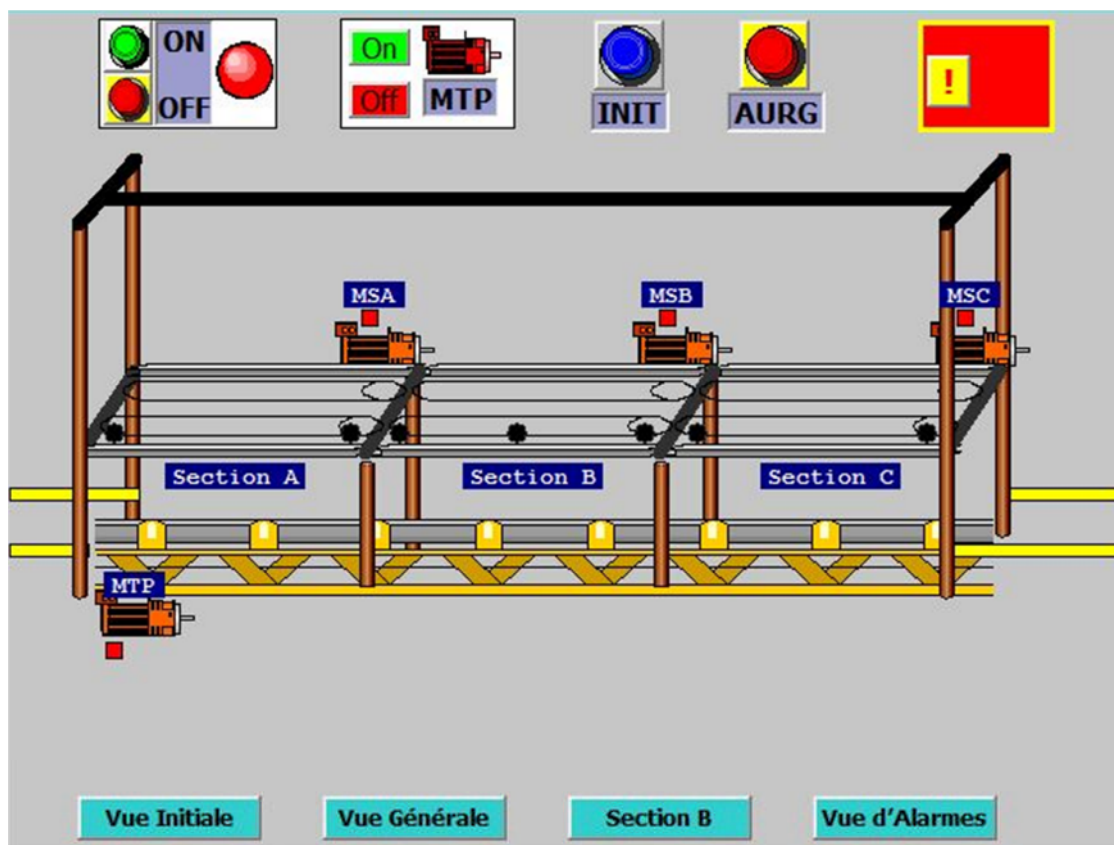 ON
OFF
On
Off
MTP
INIT
AURG
!
MSA
MSB
MSC
Section A
Section B
Section C
MTP
Vue Initiale
Vue Générale
Section B
Vue d'Alarmes